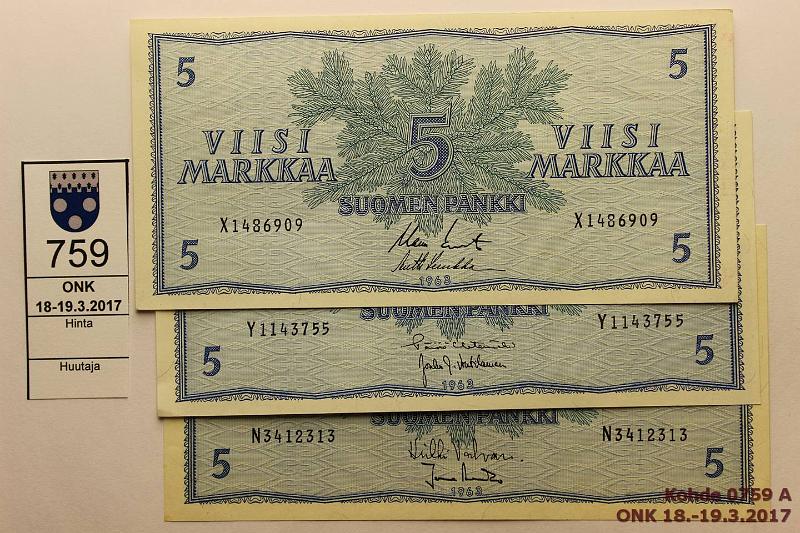 5 5
VIISI MARKKAA
5
VIISI MARKKAA
SUOMEN PANKKI
X1486909 X1486909
5 5
1963
SUOMEN PANKKI
Y1143755 Y1143755
5 5
1963
SUOMEN PANKKI
N3412313 N3412313
5 5
1963
759
ONK
18-19.3.2017
Hinta
Huutaja
Kohde 0759 A
ONK 18.-19.3.2017